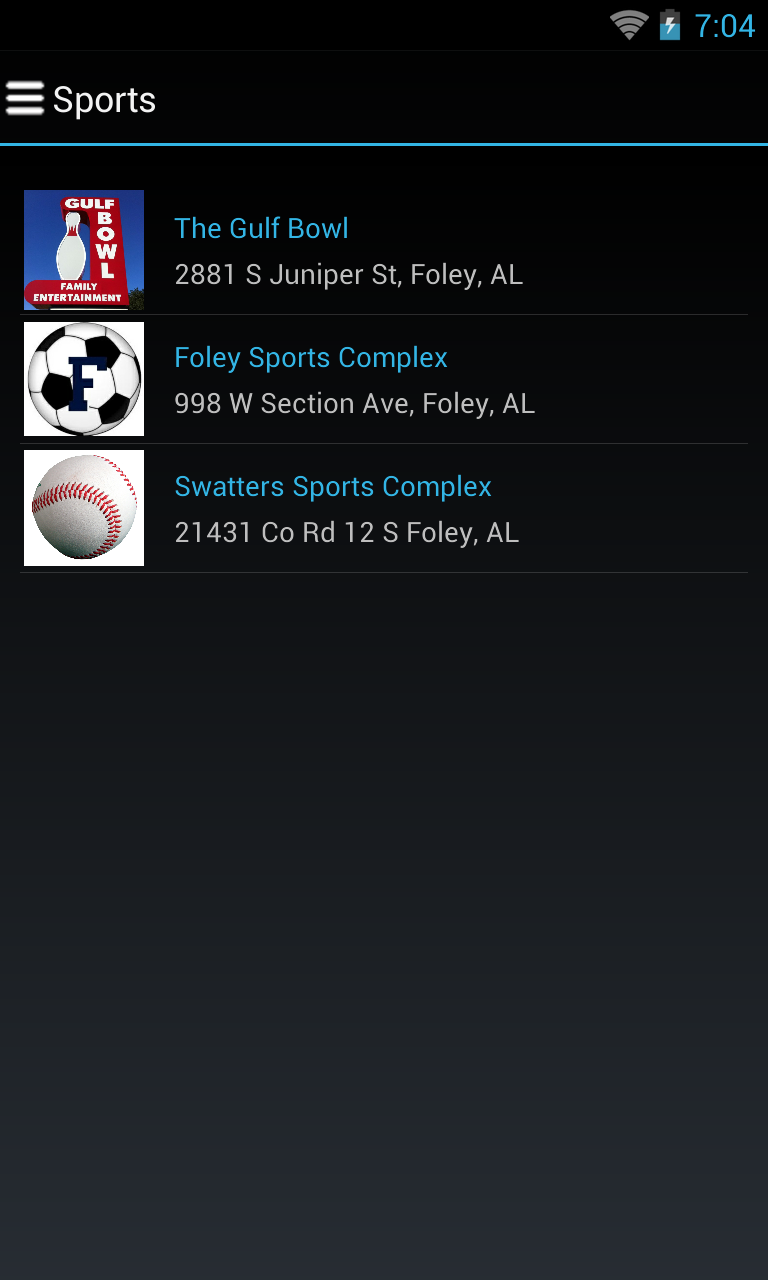 7:04
Sports
GULF
BOWL
FAMILY
ENTERTAINMENT
The Gulf Bowl
2881 S Juniper St, Foley, AL
F
Foley Sports Complex
998 W Section Ave, Foley, AL
Swatters Sports Complex
21431 Co Rd 12 S Foley, AL